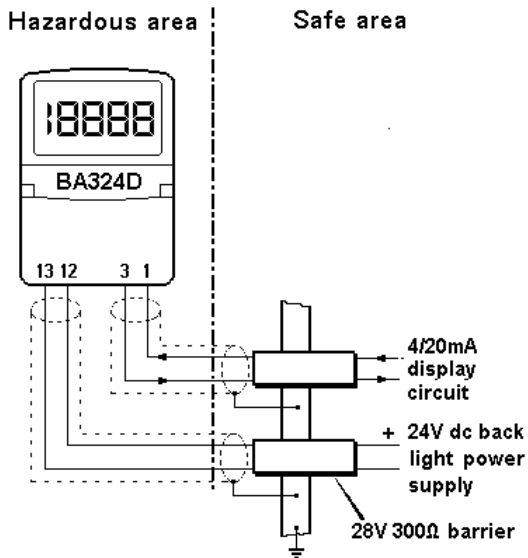 Hazardous area
Safe area
18888
BA324D
13 12 3 1
4/20mA
display
circuit
+ 24V dc back
light power
supply
28V 300Ω barrier